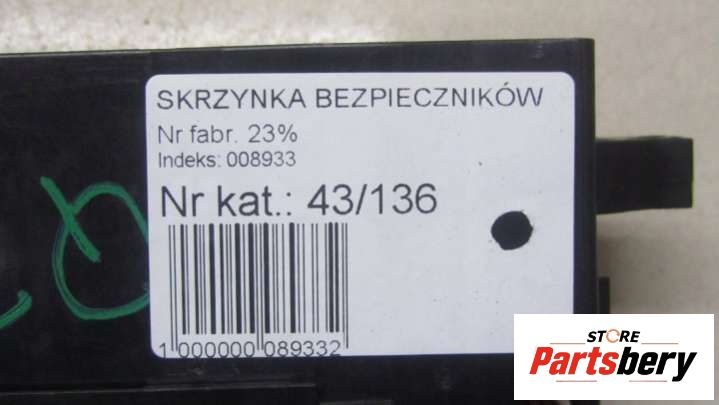 SKRZYNKA BEZPIECZNIKÓW
Nr fabr. 23%
Indeks: 008933
Nr kat.: 43/136
1 000000 089332
STORE
Partsbery